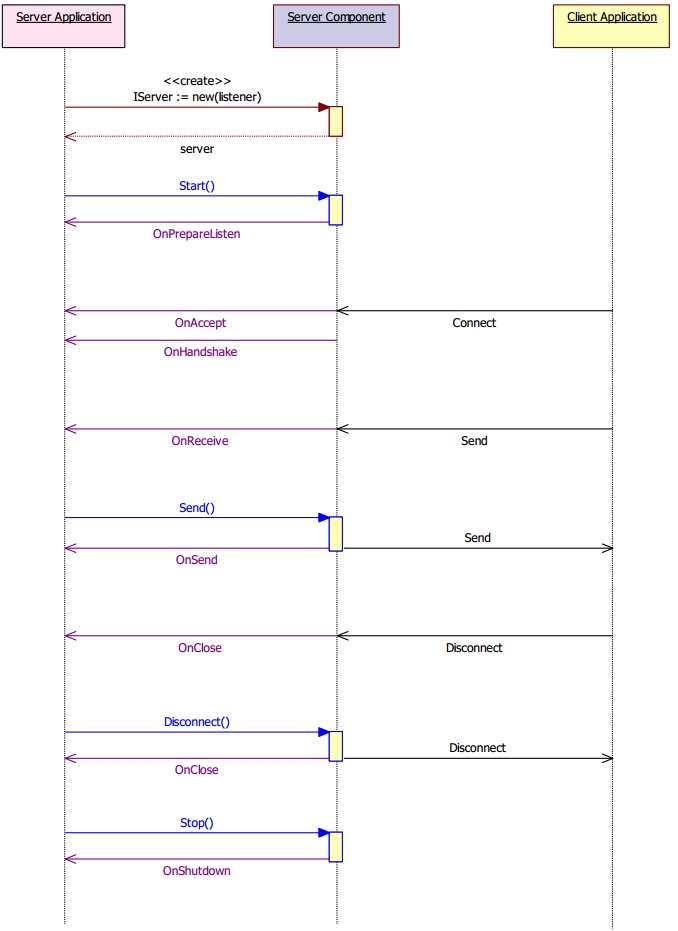 Server Application
Server Component
Client Application
<<create>>
IServer := new(listener)
server
Start()
OnPrepareListen
OnAccept
Connect
OnHandshake
OnReceive
Send
Send()
Send
OnSend
OnClose
Disconnect
Disconnect()
Disconnect
OnClose
Stop()
OnShutdown